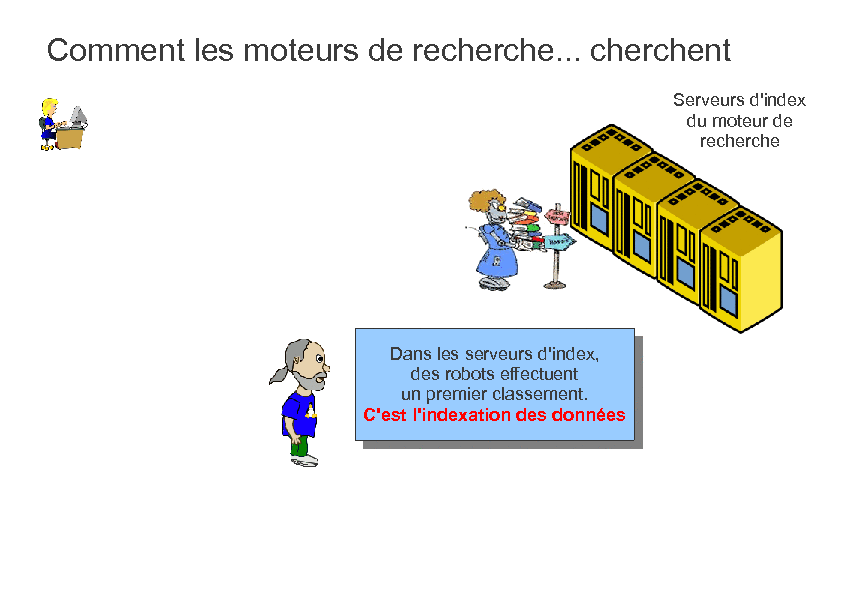 Comment les moteurs de recherche... cherchent
Serveurs d'index
du moteur de
recherche
Dans les serveurs d'index,
des robots effectuent
un premier classement.
C'est l'indexation des données